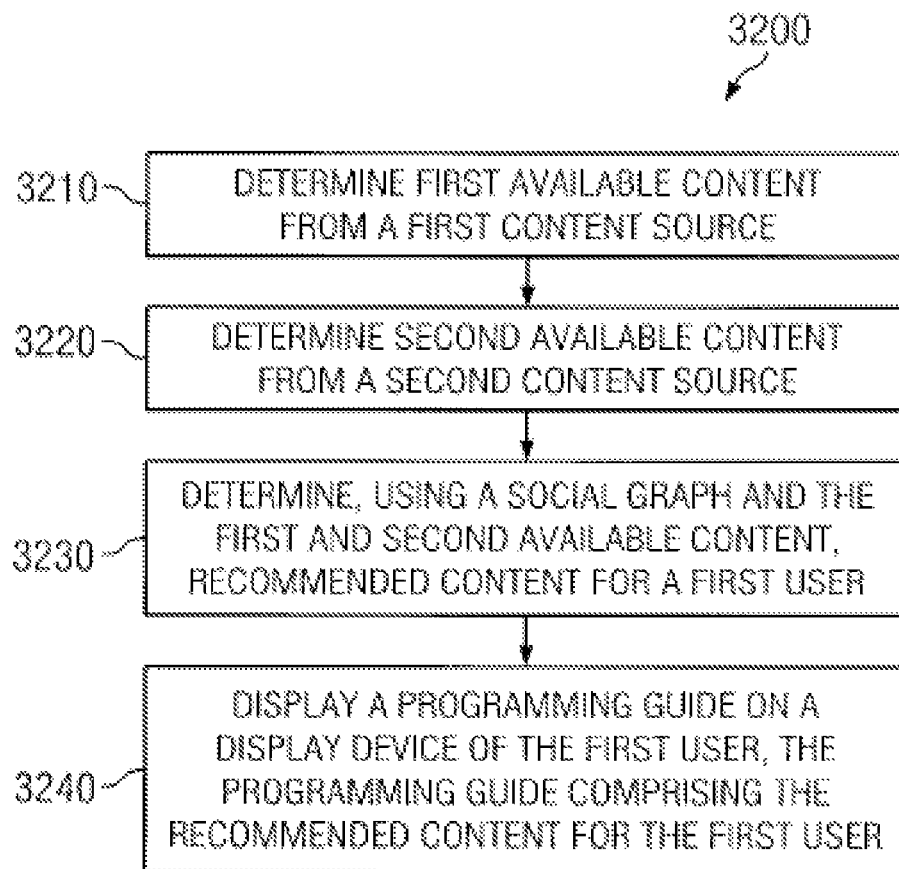 3200
3210
DETERMINE FIRST AVAILABLE CONTENT
FROM A FIRST CONTENT SOURCE
3220
DETERMINE SECOND AVAILABLE CONTENT
FROM A SECOND CONTENT SOURCE
3230
DETERMINE, USING A SOCIAL GRAPH AND THE
FIRST AND SECOND AVAILABLE CONTENT,
RECOMMENDED CONTENT FOR A FIRST USER
3240
DISPLAY A PROGRAMMING GUIDE ON A
DISPLAY DEVICE OF THE FIRST USER, THE
PROGRAMMING GUIDE COMPRISING THE
RECOMMENDED CONTENT FOR THE FIRST USER